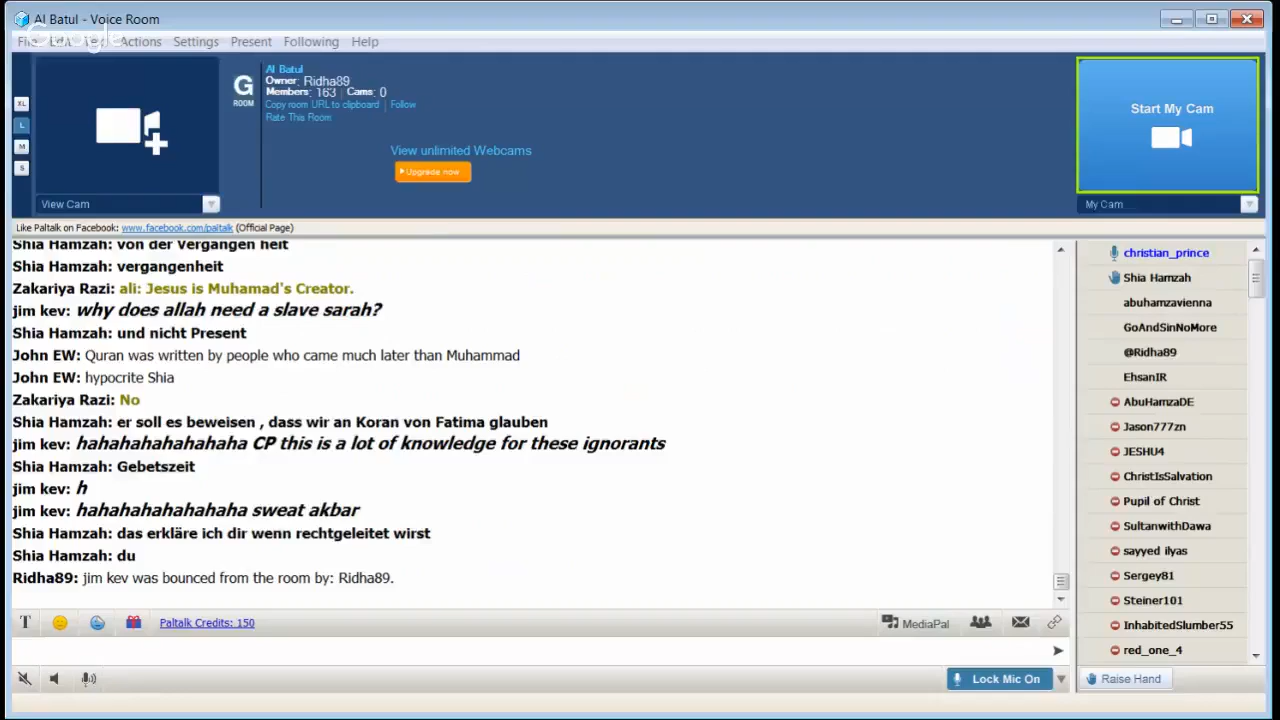 Al Batul - Voice Room
Google
Actions Settings Present Following Help
Al Batul
Owner: Ridha89
Members: 163 Cams: 0
Copy room URL to clipboard | Follow
Rate This Room
G
ROOM
XL
L
M
S
View unlimited Webcams
Upgrade now
Start My Cam
View Cam
My Cam
Like Paltalk on Facebook: www.facebook.com/paltalk (Official Page)
Shia Hamzah: von der Vergangen heit
Shia Hamzah: vergangenheit
Zakariya Razi: ali: Jesus is Muhamad's Creator.
jim kev: why does allah need a slave sarah?
Shia Hamzah: und nicht Present
John EW: Quran was written by people who came much later than Muhammad
John EW: hypocrite Shia
Zakariya Razi: No
Shia Hamzah: er soll es beweisen , dass wir an Koran von Fatima glauben
jim kev: hahahahahahahaha CP this is a lot of knowledge for these ignorants
Shia Hamzah: Gebetszeit
jim kev: h
jim kev: hahahahahahahaha sweat akbar
Shia Hamzah: das erkläre ich dir wenn rechtgeleitet wirst
Shia Hamzah: du
Ridha89: jim kev was bounced from the room by: Ridha89.
christian_prince
Shia Hamzah
abuhamzavienna
GoAndSinNoMore
@Ridha89
EhsanIR
AbuHamzaDE
Jason777zn
JESHU4
ChristIsSalvation
Pupil of Christ
SultanwithDawa
sayyed ilyas
Sergey81
Steiner101
InhabitedSlumber55
red_one_4
T
Paltalk Credits: 150
MediaPal
Lock Mic On
Raise Hand